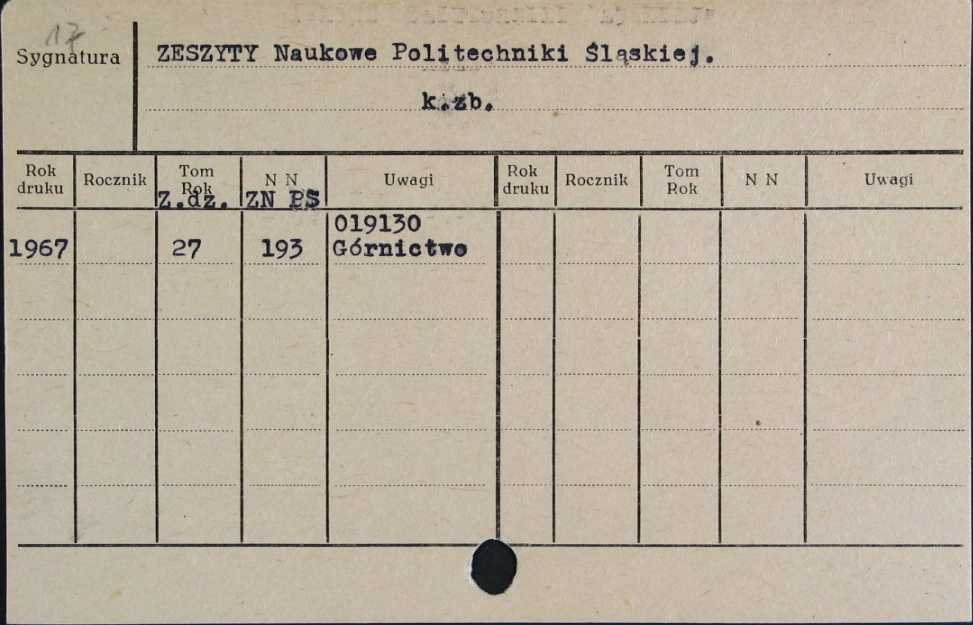 17
Sygnatura
ZESZYTY Naukowe Politechniki Śląskiej.
k.zb.
Rok druku Rocznik Tom Rok N N Uwagi Rok druku Rocznik Tom Rok N N Uwagi
Z.dz. ZN PS
019130
1967 27 193 Górnictwo